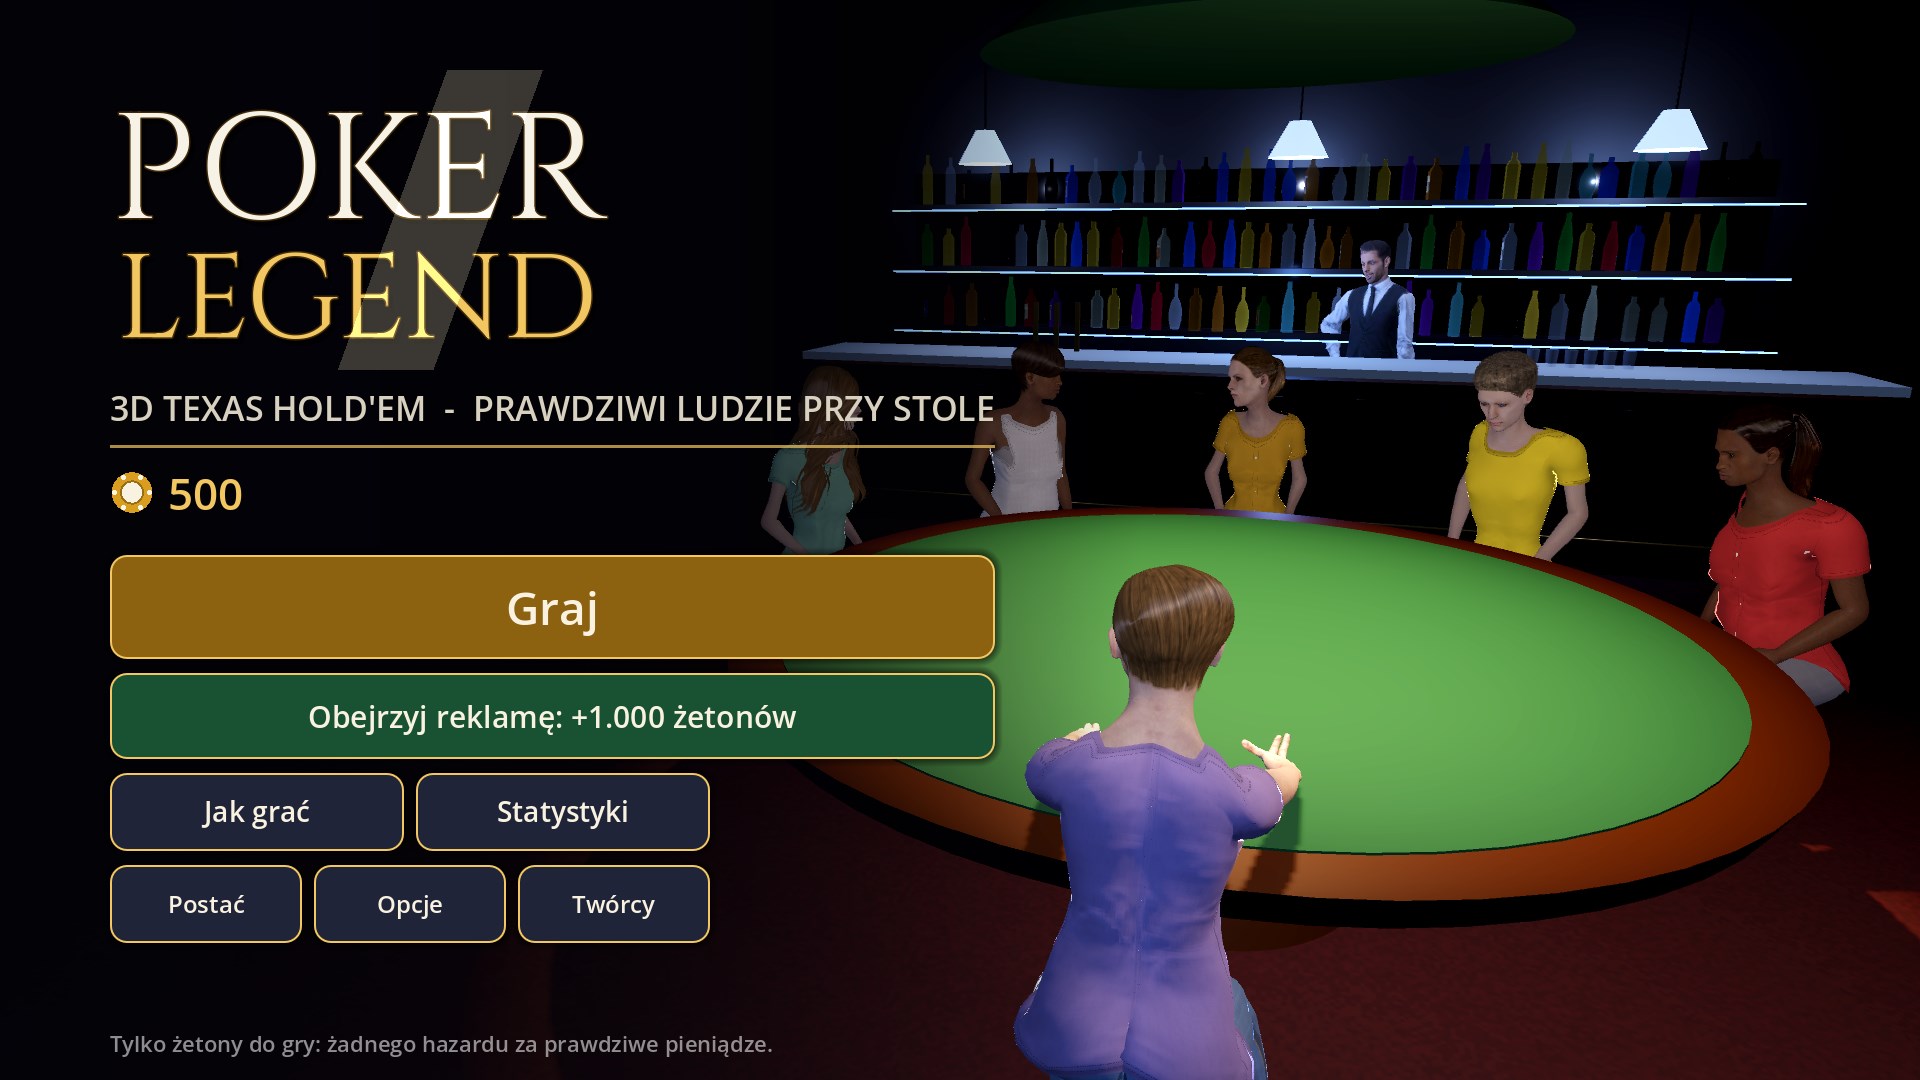 POKER
LEGEND
3D TEXAS HOLD'EM - PRAWDZIWI LUDZIE PRZY STOLE
500
Graj
Obejrzyj reklamę: +1.000 żetonów
Jak grać
Statystyki
Postać
Opcje
Twórcy
Tylko żetony do gry: żadnego hazardu za prawdziwe pieniądze.